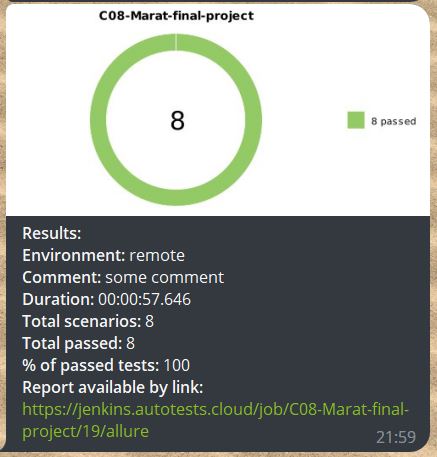 C08-Marat-final-project
8
8 passed
Results:
Environment: remote
Comment: some comment
Duration: 00:00:57.646
Total scenarios: 8
Total passed: 8
% of passed tests: 100
Report available by link:
https://jenkins.autotests.cloud/job/C08-Marat-final-
project/19/allure
21:59